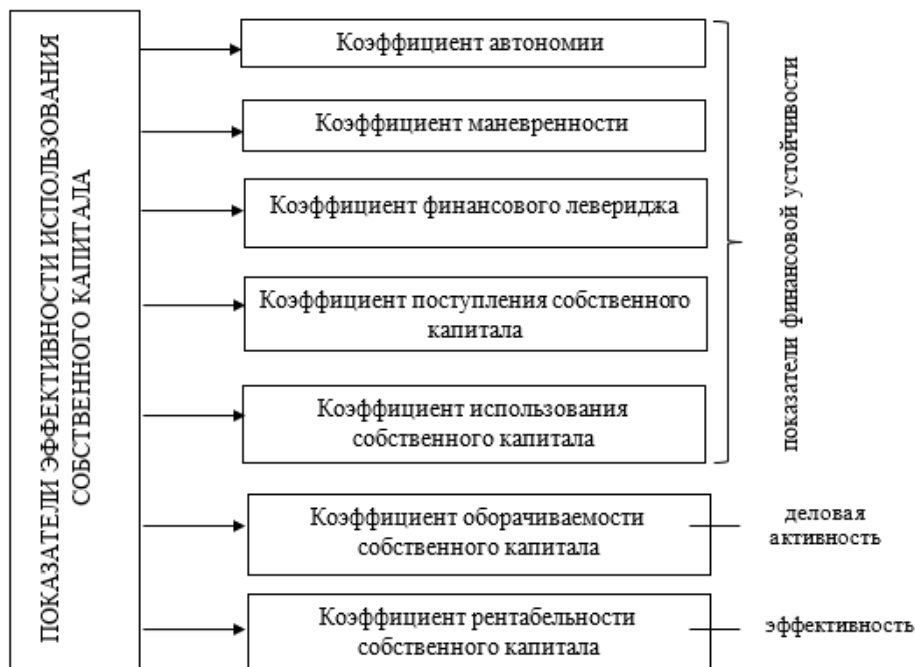 ПОКАЗАТЕЛИ ЭФФЕКТИВНОСТИ ИСПОЛЬЗОВАНИЯ
СОБСТВЕННОГО КАПИТАЛА
Коэффициент автономии
Коэффициент маневренности
Коэффициент финансового левериджа
Коэффициент поступления собственного
капитала
Коэффициент использования
собственного капитала
Коэффициент оборачиваемости
собственного капитала
Коэффициент рентабельности
собственного капитала
показатели финансовой устойчивости
деловая
активность
эффективность